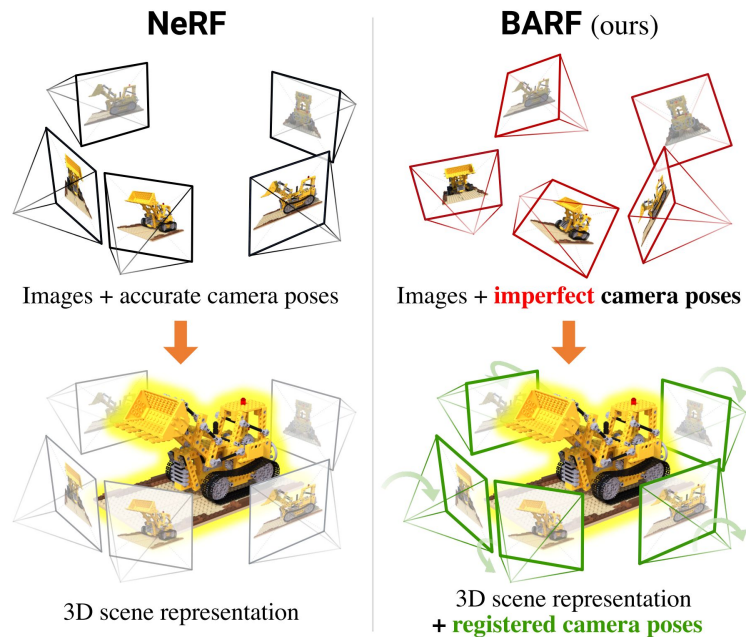 NeRF
BARF (ours)
Images + accurate camera poses
Images + imperfect camera poses
3D scene representation
3D scene representation
+ registered camera poses